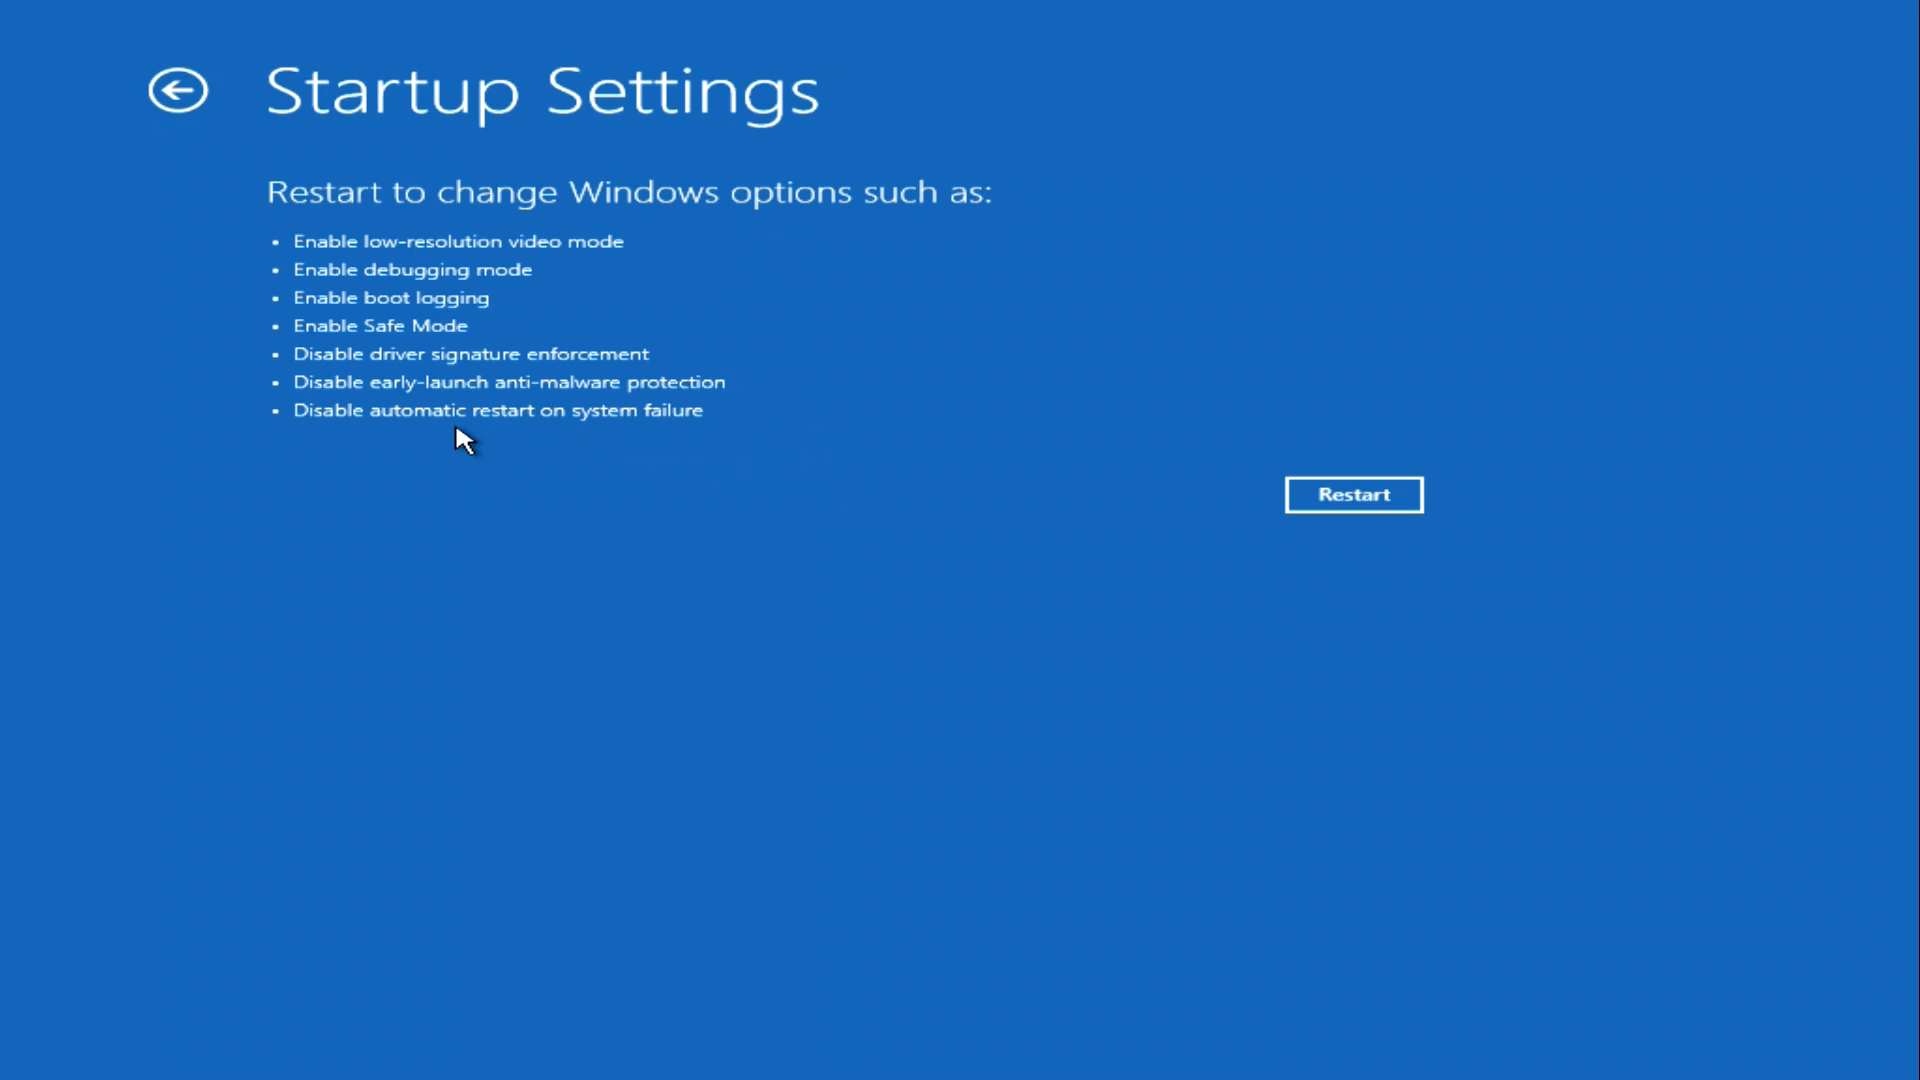 Startup Settings
Restart to change Windows options such as:
• Enable low-resolution video mode
• Enable debugging mode
• Enable boot logging
• Enable Safe Mode
• Disable driver signature enforcement
• Disable early-launch anti-malware protection
• Disable automatic restart on system failure
Restart